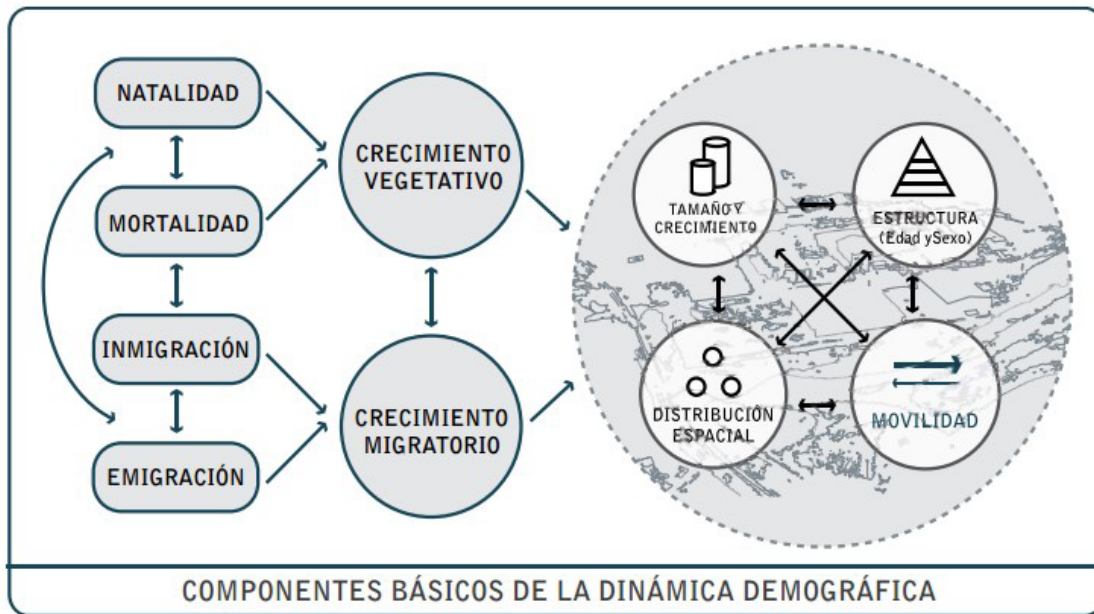 NATALIDAD
MORTALIDAD
INMIGRACIÓN
EMIGRACIÓN
CRECIMIENTO
VEGETATIVO
CRECIMIENTO
MIGRATORIO
TAMAÑO Y
CRECIMIENTO
ESTRUCTURA
(Edad ySexo)
DISTRIBUCIÓN
ESPACIAL
MOVILIDAD
COMPONENTES BÁSICOS DE LA DINÁMICA DEMOGRÁFICA